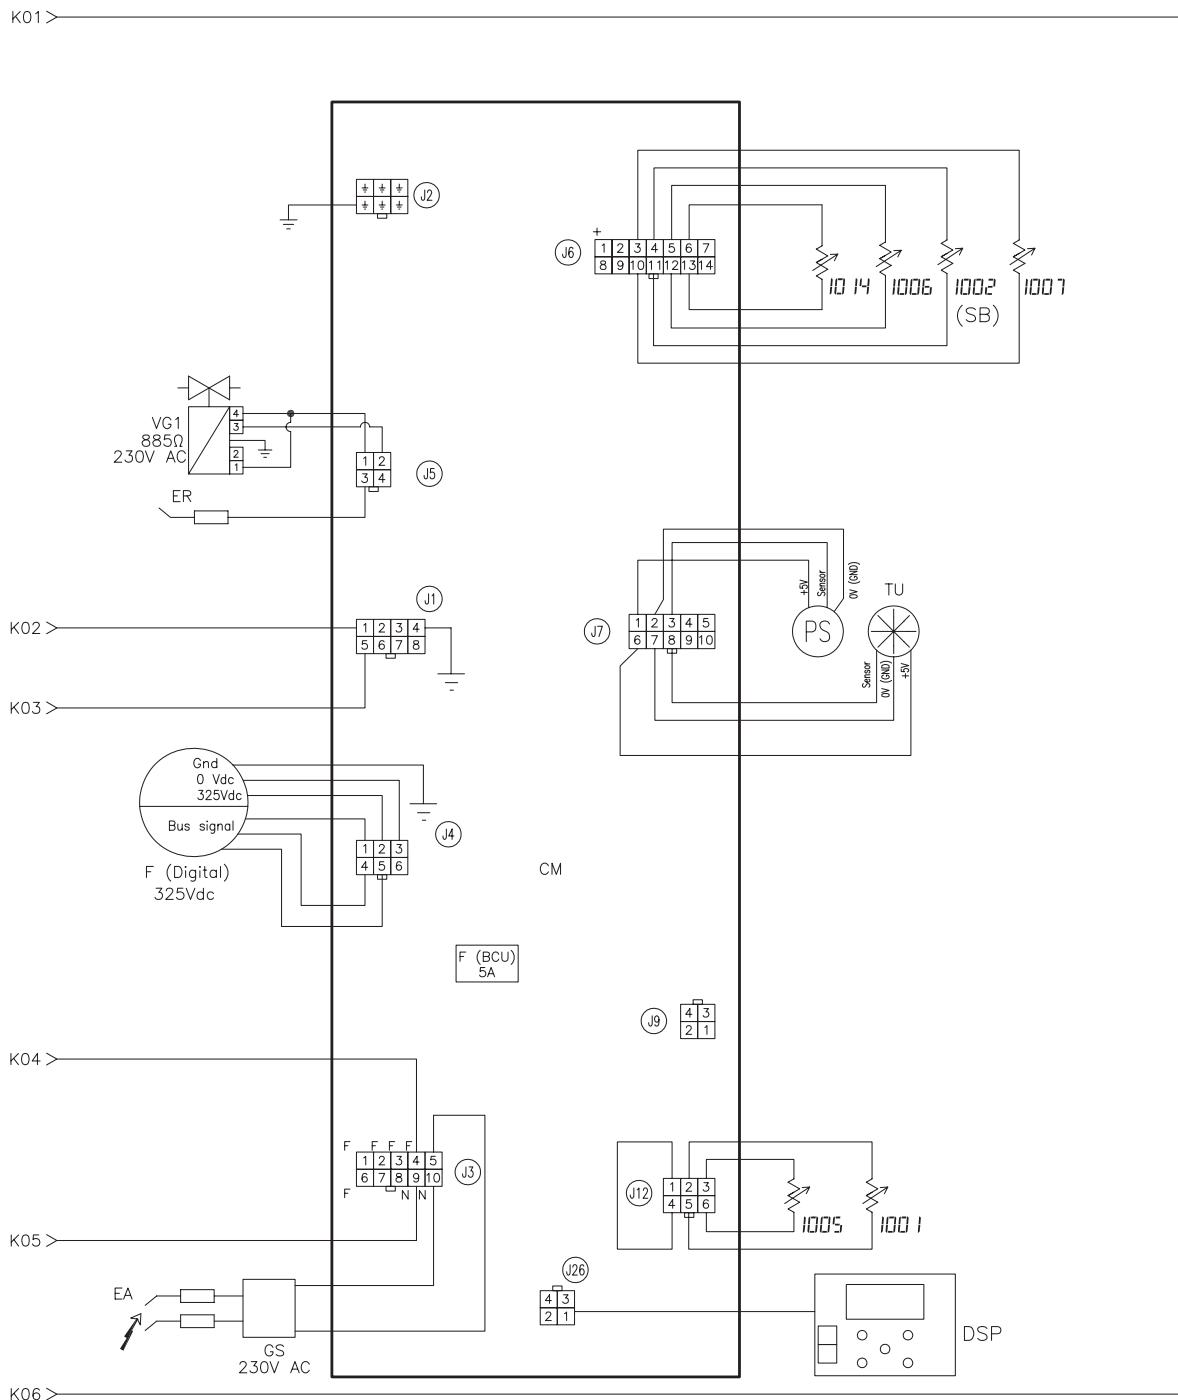 K01
J2
+
J6
1 2 3 4 5 6 7
8 9 10 11 12 13 14
1014 1006 1002 1007
(SB)
VG1
885Ω
230V AC
4
3
2
1
1 2
3 4
J5
ER
J1
K02
1 2 3 4
5 6 7 8
K03
+5V
Sensor
0V (GND)
TU
J7
1 2 3 4 5
6 7 8 9 10
PS
Sensor
0V (GND)
+5V
Gnd
0 Vdc
325Vdc
Bus signal
J4
1 2 3
4 5 6
F (Digital)
325Vdc
CM
F (BCU)
5A
J9
4 3
2 1
K04
F F F F
1 2 3 4 5
6 7 8 9 10
F N N
J3
J12
1 2 3
4 5 6
1005 1001
K05
J26
4 3
2 1
EA
GS
230V AC
DSP
K06